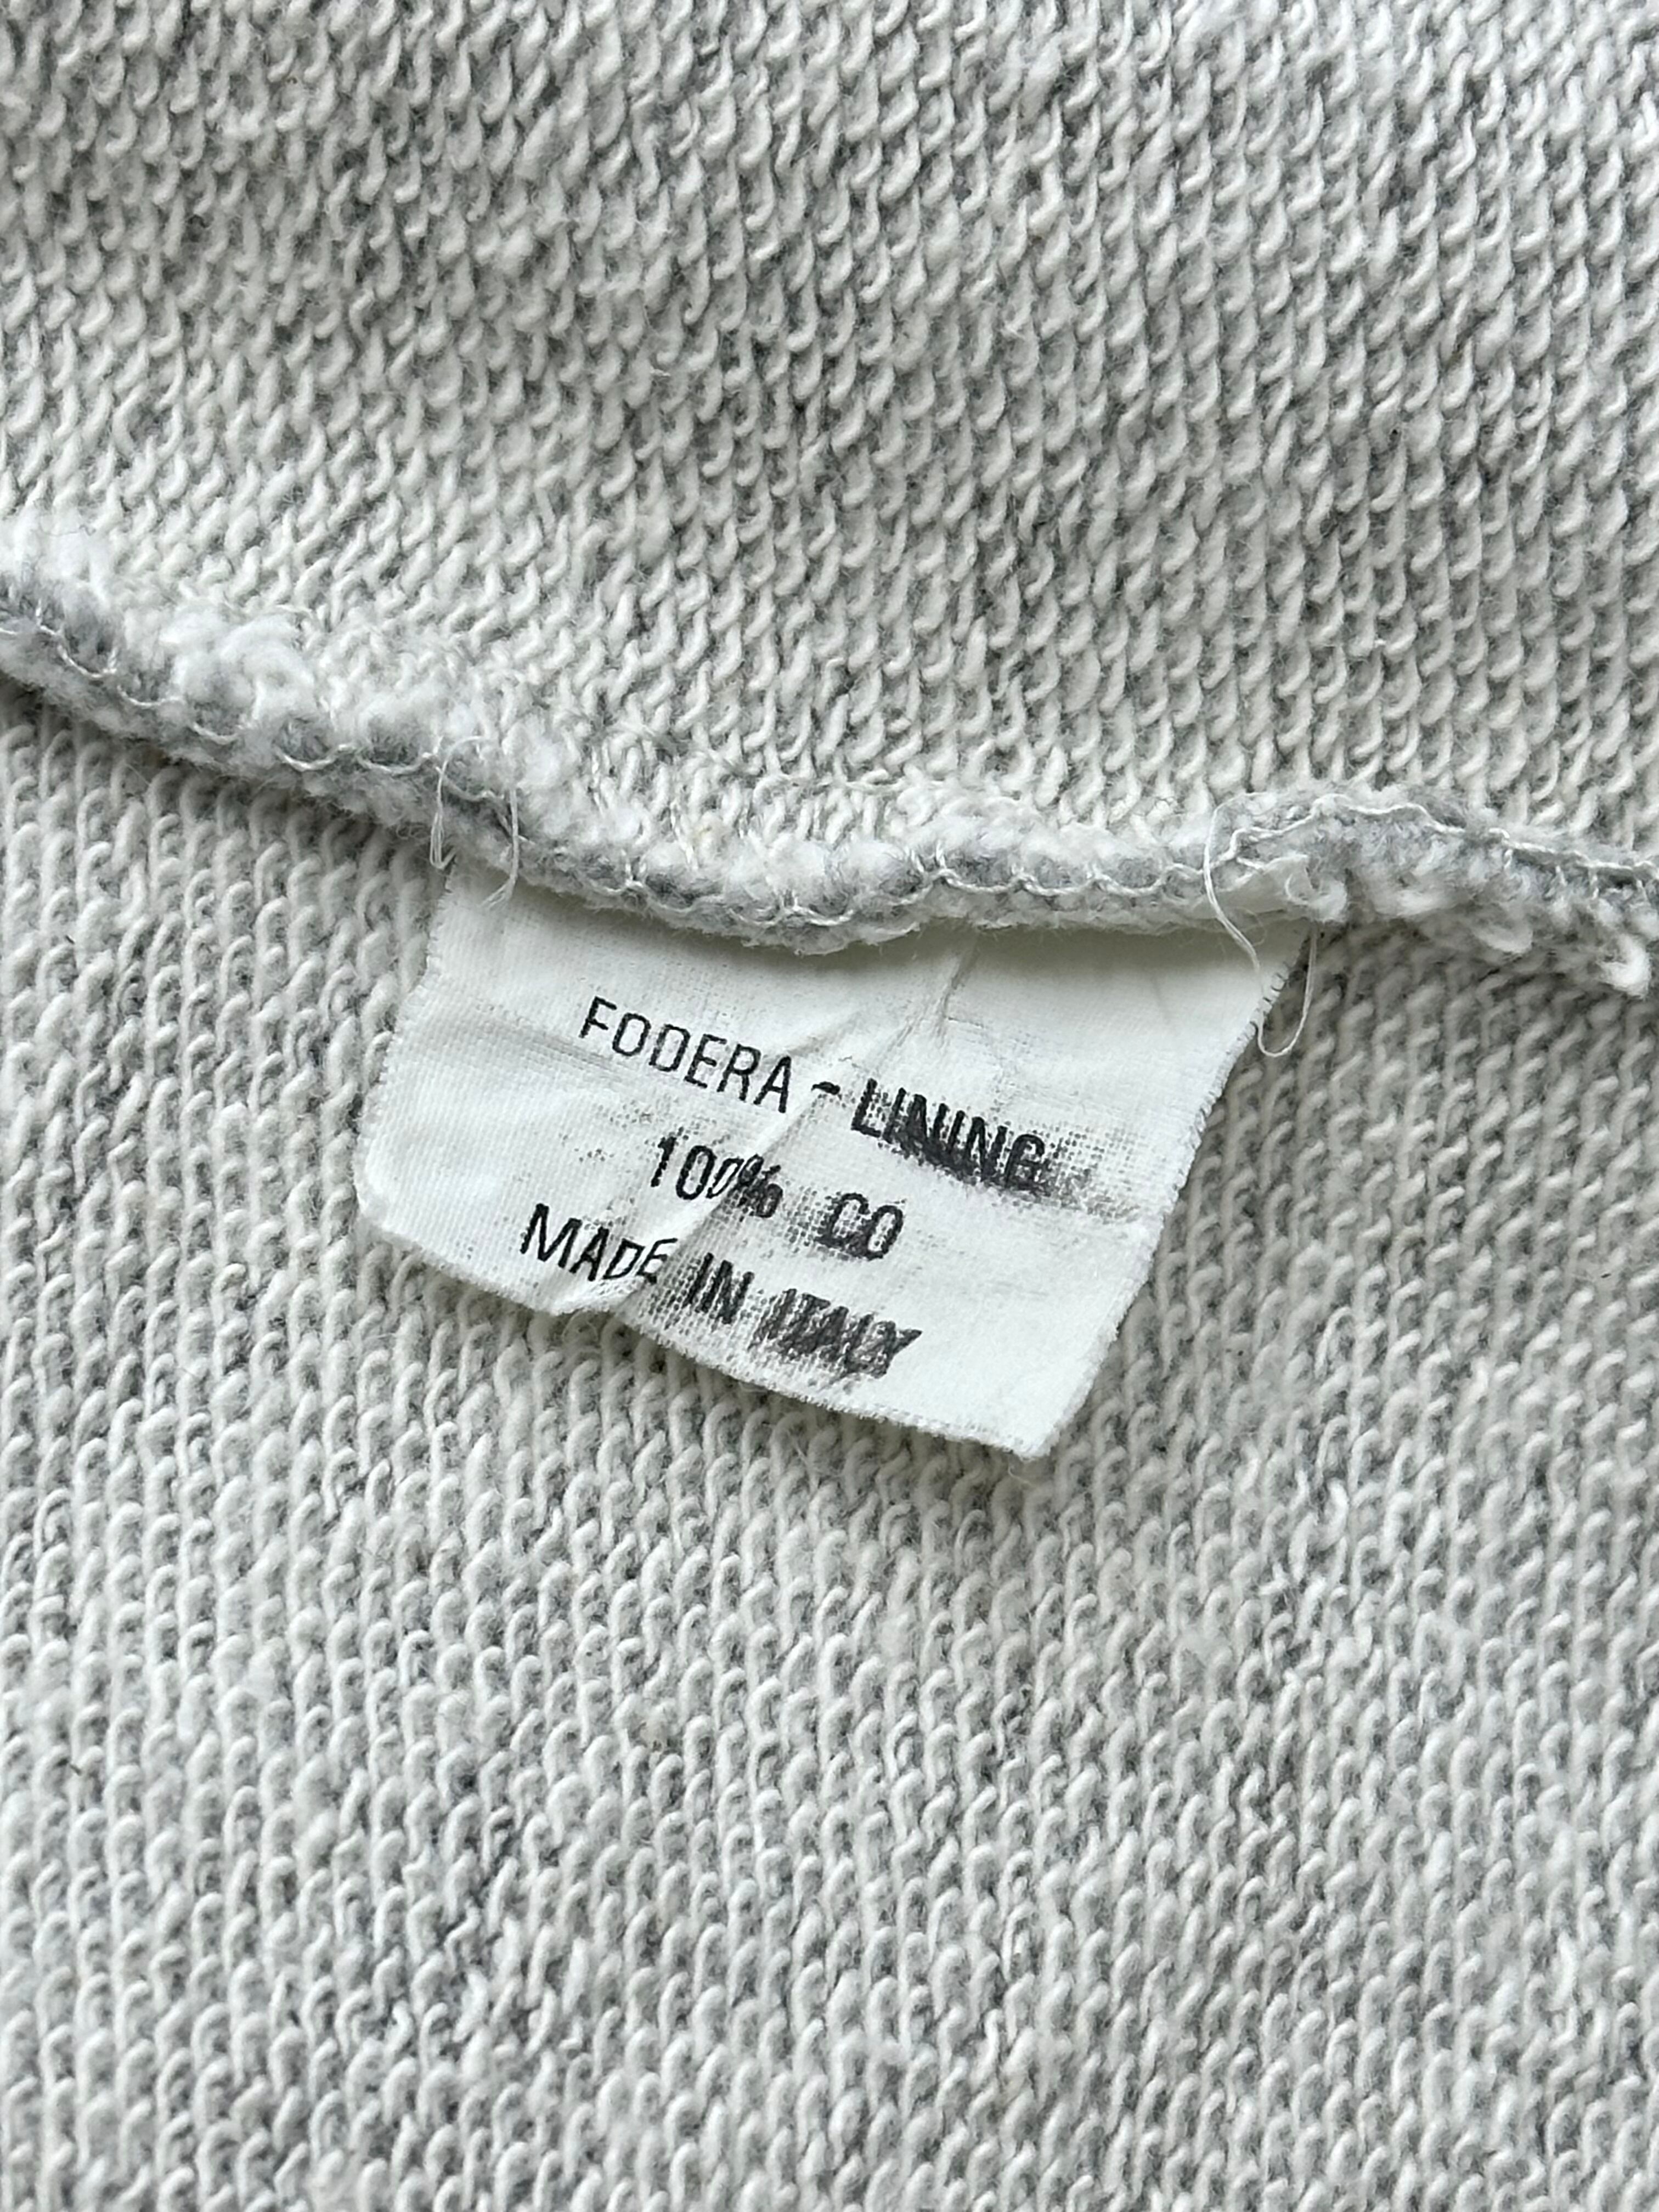 FODERA - LINING
100% CO
MADE IN ITALY